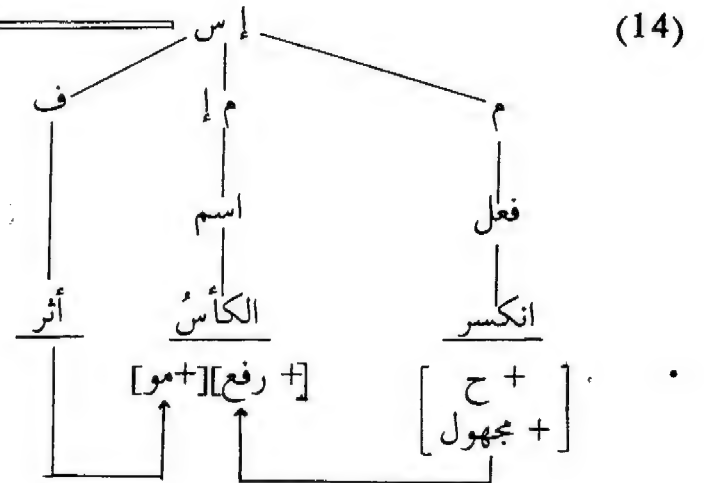 (14)
إ س
م م إ ف
فعل اسم
انكسر الكأسُ أثر
[+ ح + مجهول] [+ رفع][+مو]